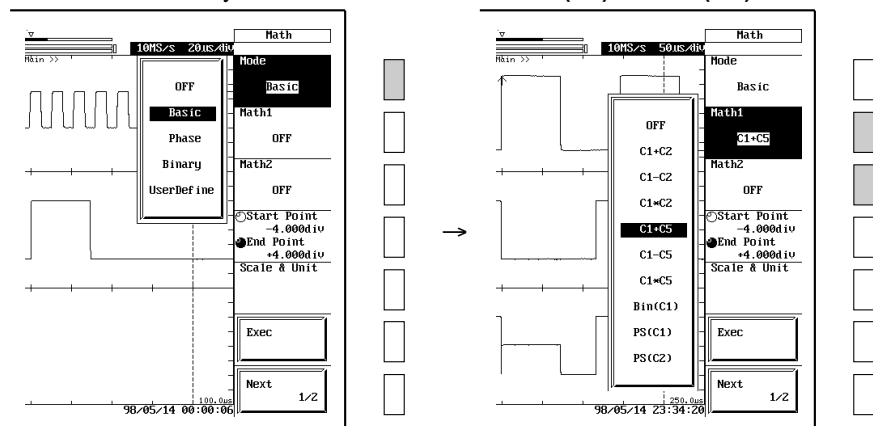 Math
10MS/s 20us/div
Main >>
Mode
Basic
OFF
Basic
Phase
Binary
UserDefine
Math1
OFF
Math2
OFF
Start Point
-4.000div
End Point
+4.000div
Scale & Unit
Exec
Next
1/2
100.0us
98/05/14 00:00:06
→
Math
10MS/s 50us/div
Main >>
Mode
Basic
OFF
C1+C2
C1-C2
C1*C2
C1+C5
C1-C5
C1*C5
Bin(C1)
PS(C1)
PS(C2)
Math1
C1+C5
Math2
OFF
Start Point
-4.000div
End Point
+4.000div
Scale & Unit
Exec
Next
1/2
250.0us
98/05/14 23:34:20